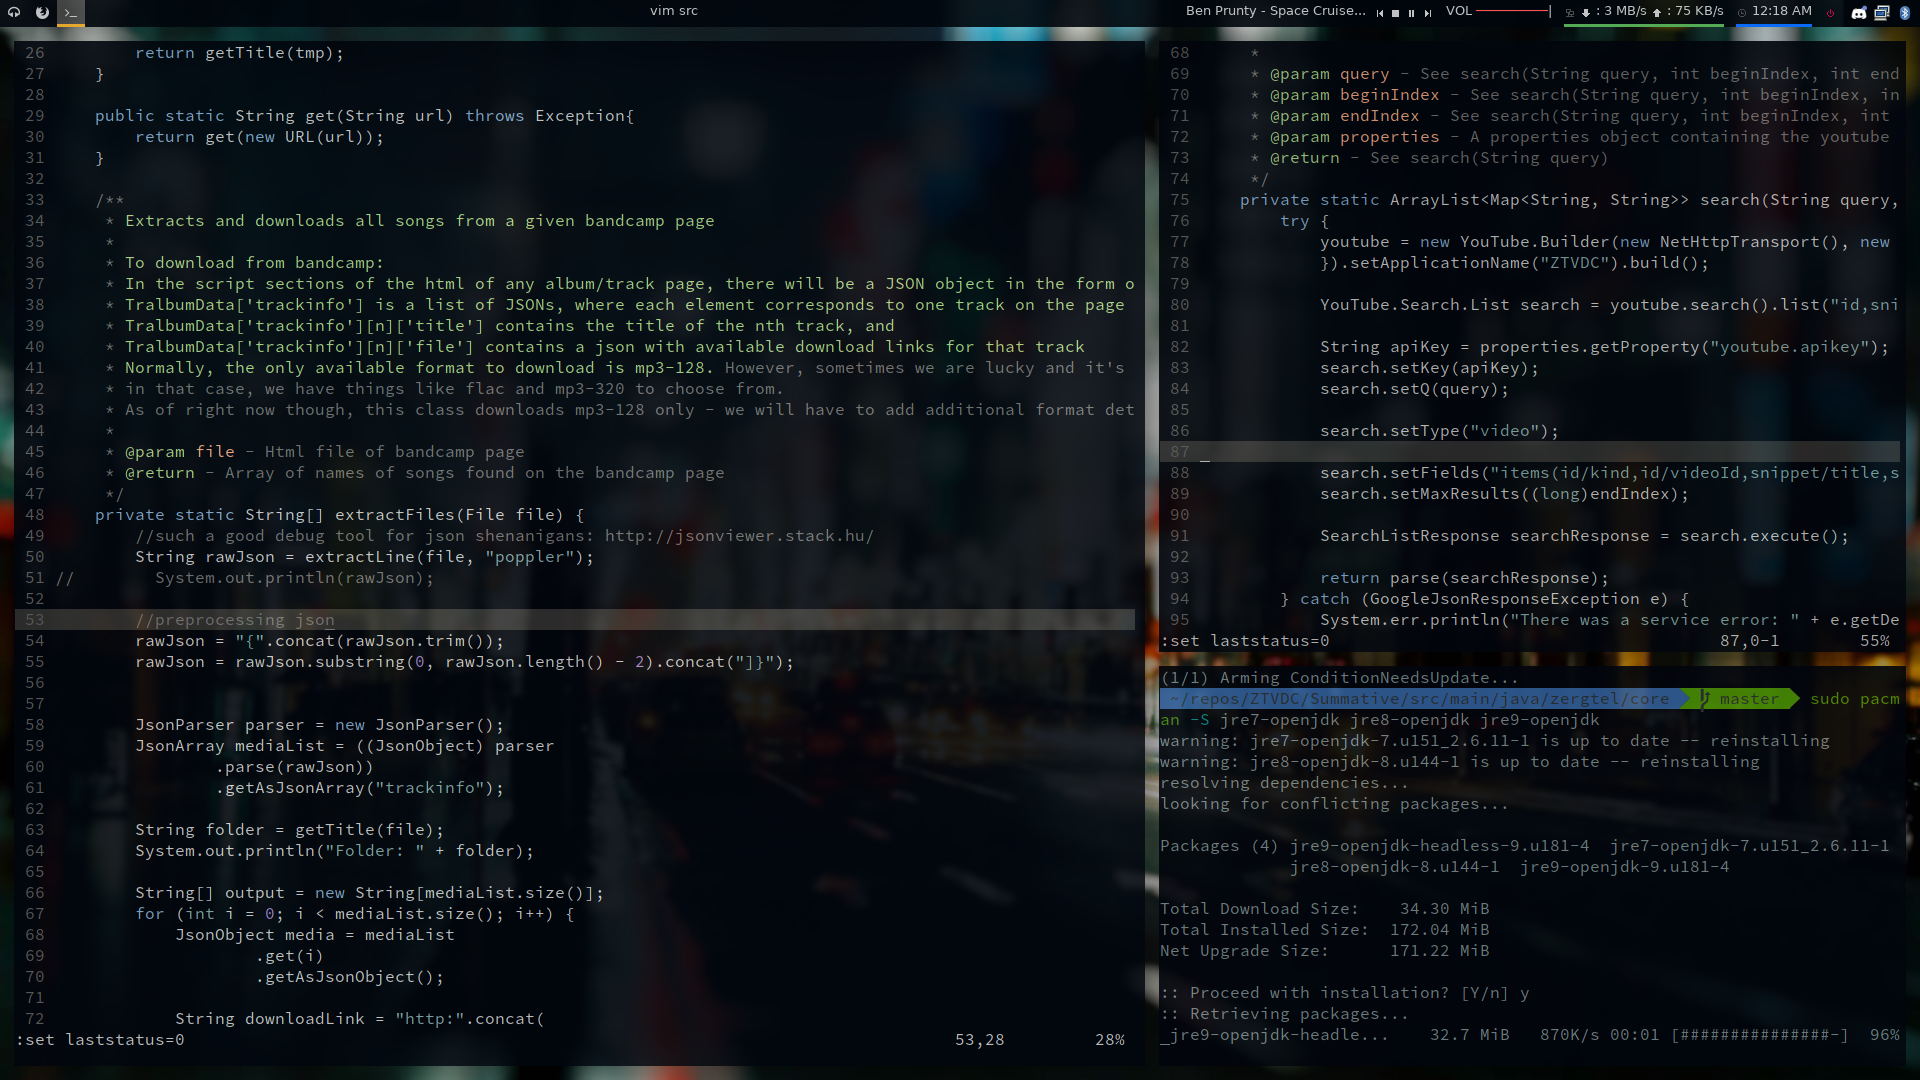 vim src
Ben Prunty - Space Cruise...
VOL
: 3 MB/s : 75 KB/s
12:18 AM
26 return getTitle(tmp);
27 }
28
29 public static String get(String url) throws Exception{
30 return get(new URL(url));
31 }
32
33 /**
34 * Extracts and downloads all songs from a given bandcamp page
35 *
36 * To download from bandcamp:
37 * In the script sections of the html of any album/track page, there will be a JSON object in the form o
38 * TralbumData['trackinfo'] is a list of JSONs, where each element corresponds to one track on the page
39 * TralbumData['trackinfo'][n]['title'] contains the title of the nth track, and
40 * TralbumData['trackinfo'][n]['file'] contains a json with available download links for that track
41 * Normally, the only available format to download is mp3-128. However, sometimes we are lucky and it's
42 * in that case, we have things like flac and mp3-320 to choose from.
43 * As of right now though, this class downloads mp3-128 only - we will have to add additional format det
44 *
45 * @param file - Html file of bandcamp page
46 * @return - Array of names of songs found on the bandcamp page
47 */
48 private static String[] extractFiles(File file) {
49 //such a good debug tool for json shenanigans: http://jsonviewer.stack.hu/
50 String rawJson = extractLine(file, "poppler");
51 // System.out.println(rawJson);
52
53 //preprocessing json
54 rawJson = "{".concat(rawJson.trim());
55 rawJson = rawJson.substring(0, rawJson.length() - 2).concat("]}");
56
57
58 JsonParser parser = new JsonParser();
59 JsonArray mediaList = ((JsonObject) parser
60 .parse(rawJson))
61 .getAsJsonArray("trackinfo");
62
63 String folder = getTitle(file);
64 System.out.println("Folder: " + folder);
65
66 String[] output = new String[mediaList.size()];
67 for (int i = 0; i < mediaList.size(); i++) {
68 JsonObject media = mediaList
69 .get(i)
70 .getAsJsonObject();
71
72 String downloadLink = "http:".concat(
:set laststatus=0 53,28 28%
68 *
69 * @param query - See search(String query, int beginIndex, int end
70 * @param beginIndex - See search(String query, int beginIndex, in
71 * @param endIndex - See search(String query, int beginIndex, int
72 * @param properties - A properties object containing the youtube
73 * @return - See search(String query)
74 */
75 private static ArrayList<Map<String, String>> search(String query,
76 try {
77 youtube = new YouTube.Builder(new NetHttpTransport(), new
78 }).setApplicationName("ZTVDC").build();
79
80 YouTube.Search.List search = youtube.search().list("id,sni
81
82 String apiKey = properties.getProperty("youtube.apikey");
83 search.setKey(apiKey);
84 search.setQ(query);
85
86 search.setType("video");
87
88 search.setFields("items(id/kind,id/videoId,snippet/title,s
89 search.setMaxResults((long)endIndex);
90
91 SearchListResponse searchResponse = search.execute();
92
93 return parse(searchResponse);
94 } catch (GoogleJsonResponseException e) {
95 System.err.println("There was a service error: " + e.getDe
:set laststatus=0 87,0-1 55%
(1/1) Arming ConditionNeedsUpdate...
~/repos/ZTVDC/Summative/src/main/java/zergtel/core master sudo pacm
an -S jre7-openjdk jre8-openjdk jre9-openjdk
warning: jre7-openjdk-7.u151_2.6.11-1 is up to date -- reinstalling
warning: jre8-openjdk-8.u144-1 is up to date -- reinstalling
resolving dependencies...
looking for conflicting packages...
Packages (4) jre9-openjdk-headless-9.u181-4 jre7-openjdk-7.u151_2.6.11-1
jre8-openjdk-8.u144-1 jre9-openjdk-9.u181-4
Total Download Size: 34.30 MiB
Total Installed Size: 172.04 MiB
Net Upgrade Size: 171.22 MiB
:: Proceed with installation? [Y/n] y
:: Retrieving packages...
_jre9-openjdk-headle... 32.7 MiB 870K/s 00:01 [###############-] 96%